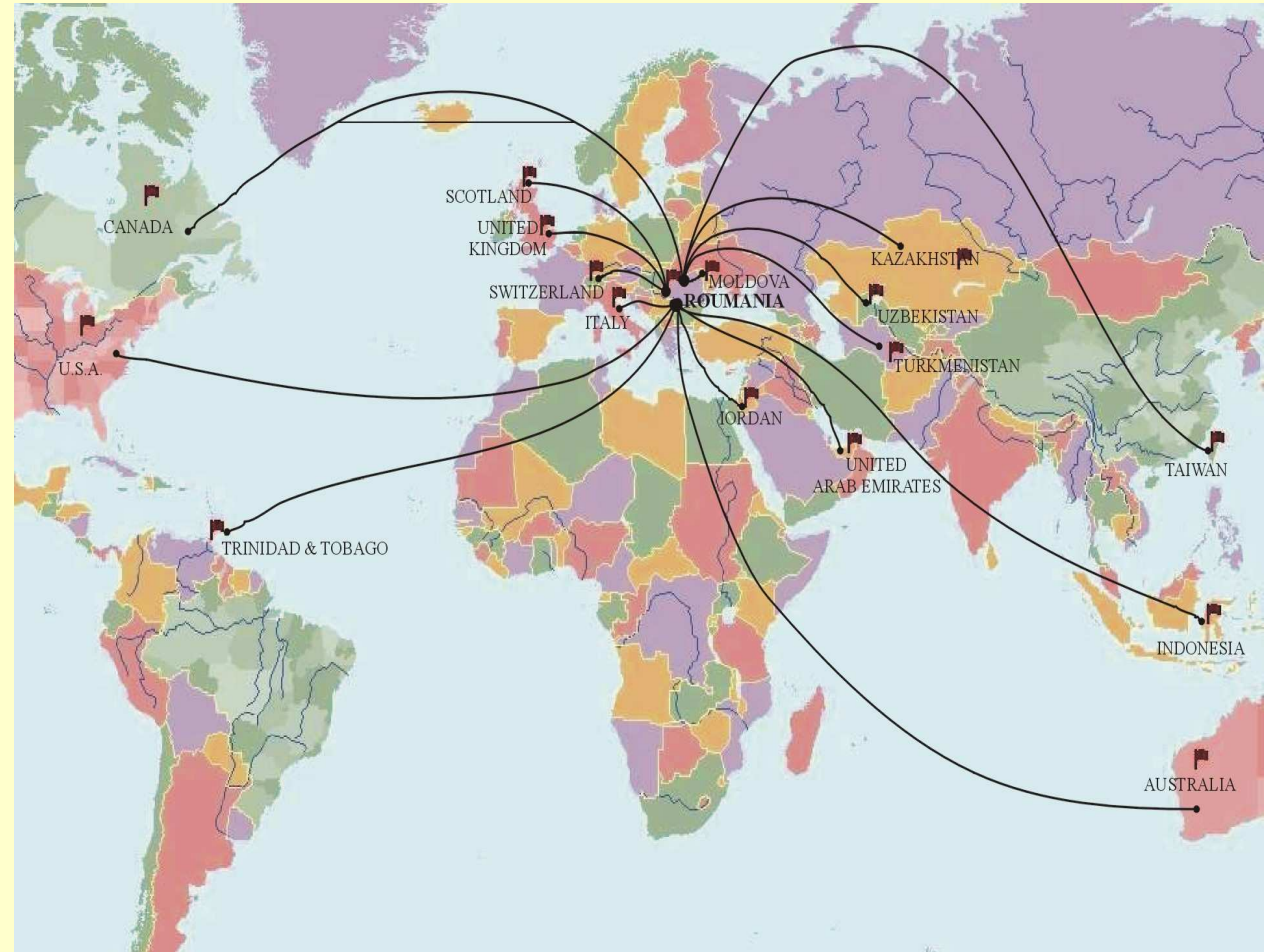 SCOTLAND
CANADA
UNITED
KINGDOM
KAZAKHSTAN
MOLDOVA
SWITZERLAND
ROUMANIA
UZBEKISTAN
ITALY
U.S.A.
TURKMENISTAN
IORDAN
UNITED
ARAB EMIRATES
TAIWAN
TRINIDAD & TOBAGO
INDONESIA
AUSTRALIA